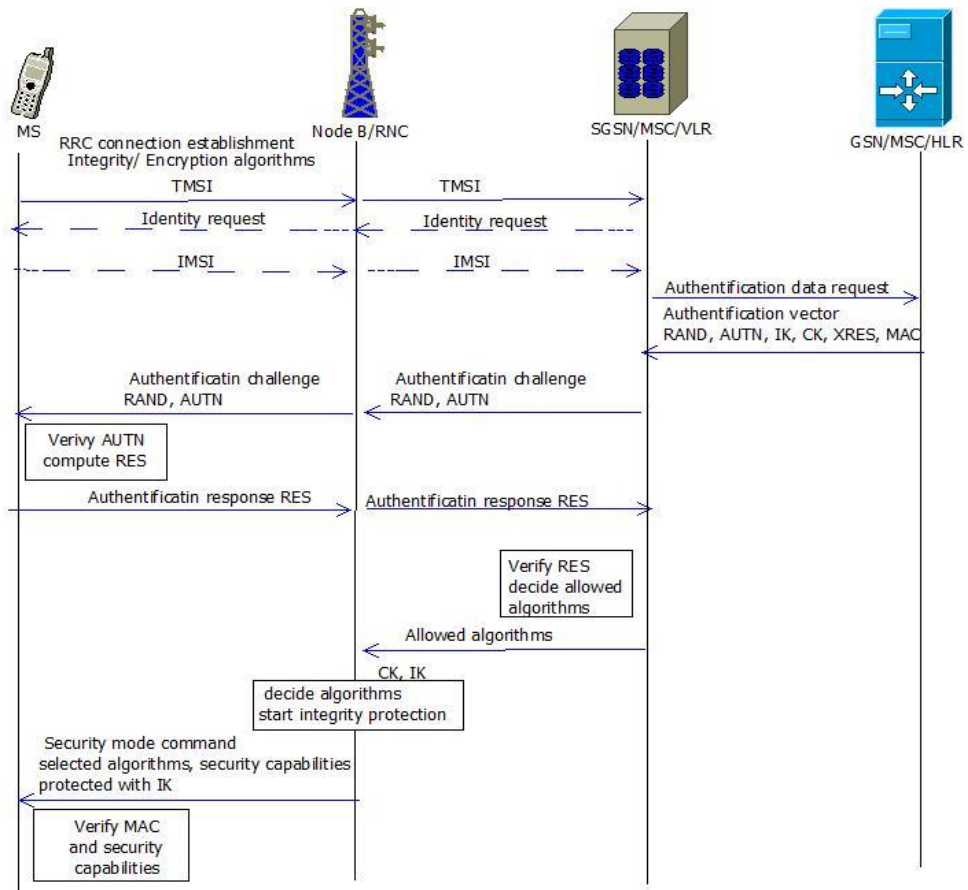 MS
Node B/RNC
SGSN/MSC/VLR
GSN/MSC/HLR
RRC connection establishment
Integrity/ Encryption algorithms
TMSI
TMSI
Identity request
Identity request
IMSI
IMSI
Authentification data request
Authentification vector
RAND, AUTN, IK, CK, XRES, MAC
Authentificatin challenge
RAND, AUTN
Authentificatin challenge
RAND, AUTN
Verivy AUTN
compute RES
Authentificatin response RES
Authentificatin response RES
Verify RES
decide allowed
algorithms
Allowed algorithms
CK, IK
decide algorithms
start integrity protection
Security mode command
selected algorithms, security capabilities
protected with IK
Verify MAC
and security
capabilities